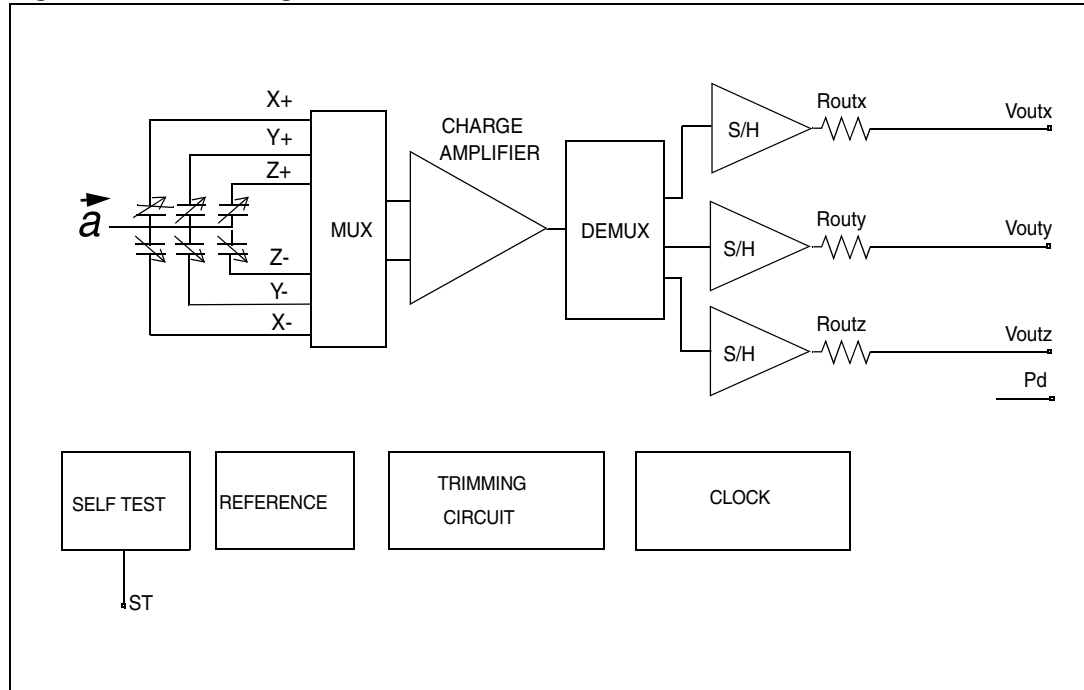 X+
Y+
Z+
a
Z-
Y-
X-
MUX
CHARGE
AMPLIFIER
DEMUX
S/H
Routx
Voutx
S/H
Routy
Vouty
S/H
Routz
Voutz
Pd
SELF TEST
REFERENCE
TRIMMING
CIRCUIT
CLOCK
ST